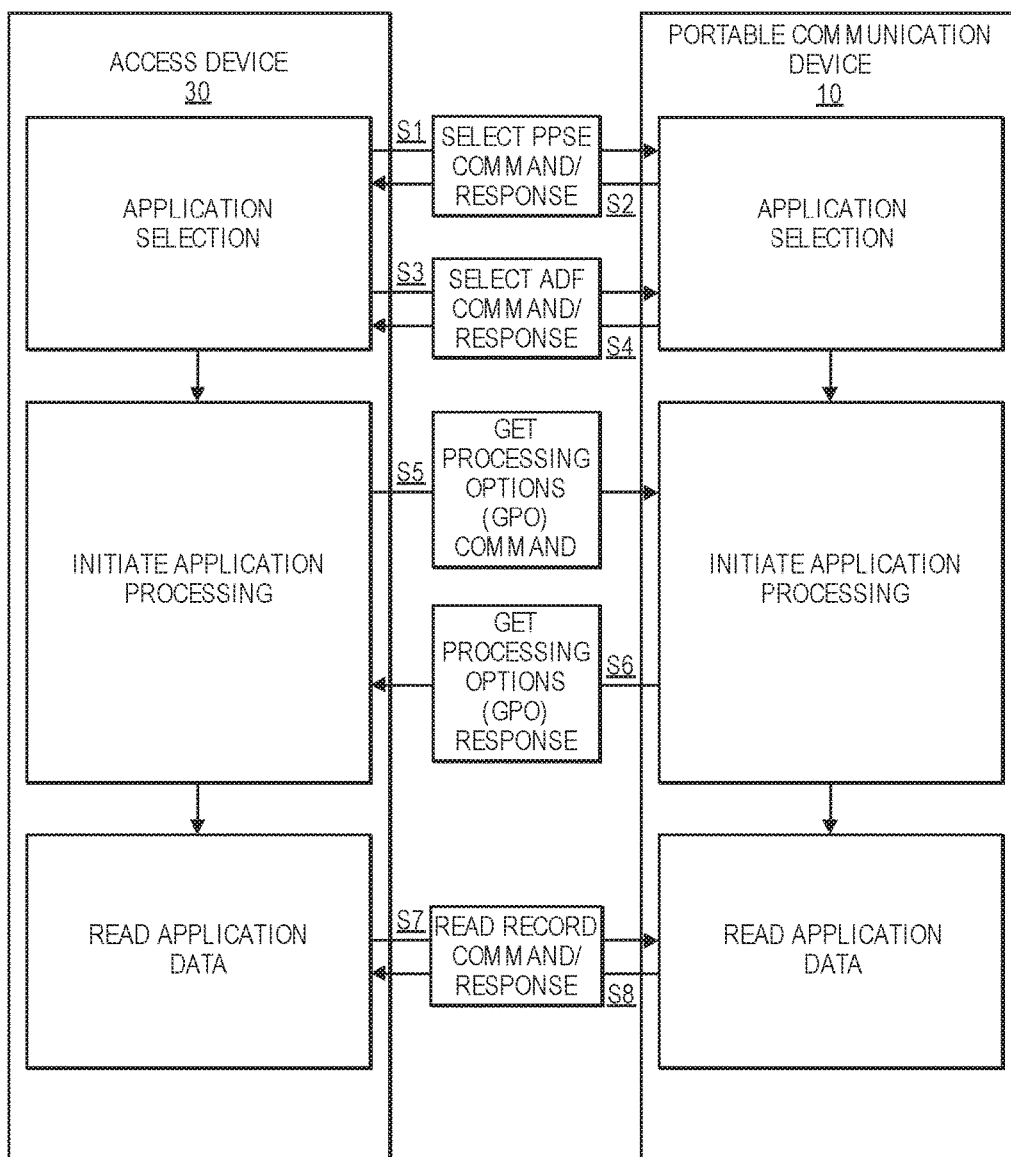 ACCESS DEVICE
30
PORTABLE COMMUNICATION
DEVICE
10
APPLICATION
SELECTION
S1
SELECT PPSE
COMMAND/
RESPONSE
S2
APPLICATION
SELECTION
S3
SELECT ADF
COMMAND/
RESPONSE
S4
INITIATE APPLICATION
PROCESSING
S5
GET
PROCESSING
OPTIONS
(GPO)
COMMAND
INITIATE APPLICATION
PROCESSING
GET
PROCESSING
OPTIONS
(GPO)
RESPONSE
S6
READ APPLICATION
DATA
S7
READ RECORD
COMMAND/
RESPONSE
S8
READ APPLICATION
DATA